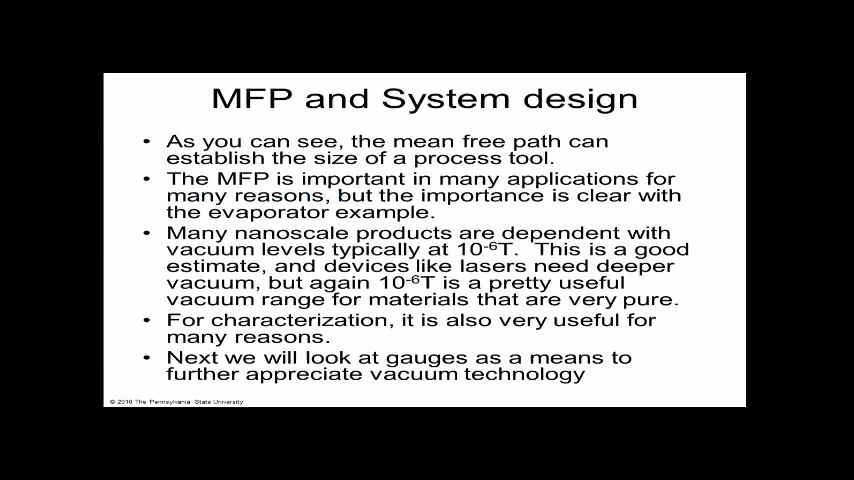 MFP and System design
• As you can see, the mean free path can
establish the size of a process tool.
• The MFP is important in many applications for
many reasons, but the importance is clear with
the evaporator example.
• Many nanoscale products are dependent with
vacuum levels typically at 10⁻⁶T. This is a good
estimate, and devices like lasers need deeper
vacuum, but again 10⁻⁶T is a pretty useful
vacuum range for materials that are very pure.
• For characterization, it is also very useful for
many reasons.
• Next we will look at gauges as a means to
further appreciate vacuum technology
© 2010 The Pennsylvania State University